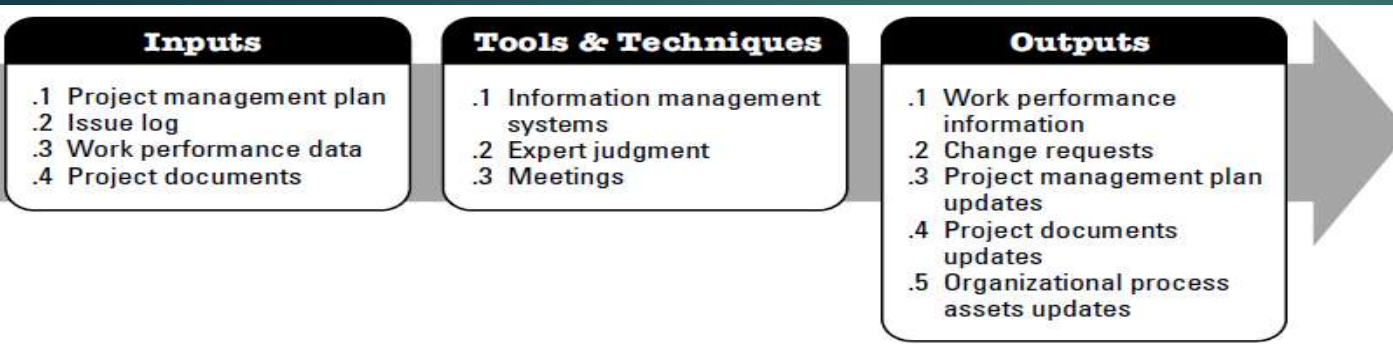 Inputs
.1 Project management plan
.2 Issue log
.3 Work performance data
.4 Project documents
Tools & Techniques
.1 Information management
systems
.2 Expert judgment
.3 Meetings
Outputs
.1 Work performance
information
.2 Change requests
.3 Project management plan
updates
.4 Project documents
updates
.5 Organizational process
assets updates